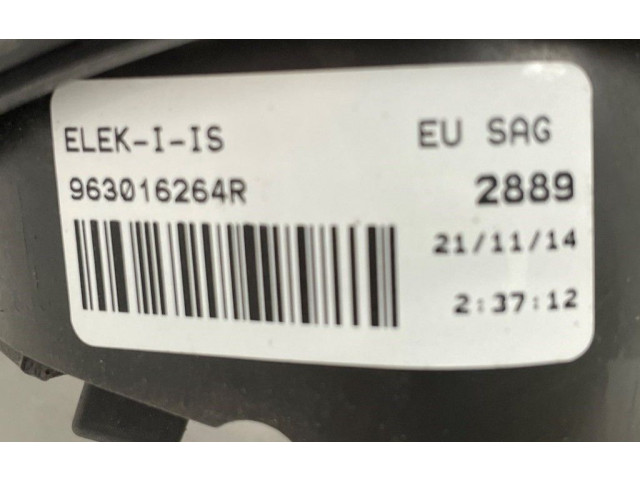 ELEK-I-IS EU SAG
963016264R 2889
21/11/14
2:37:12